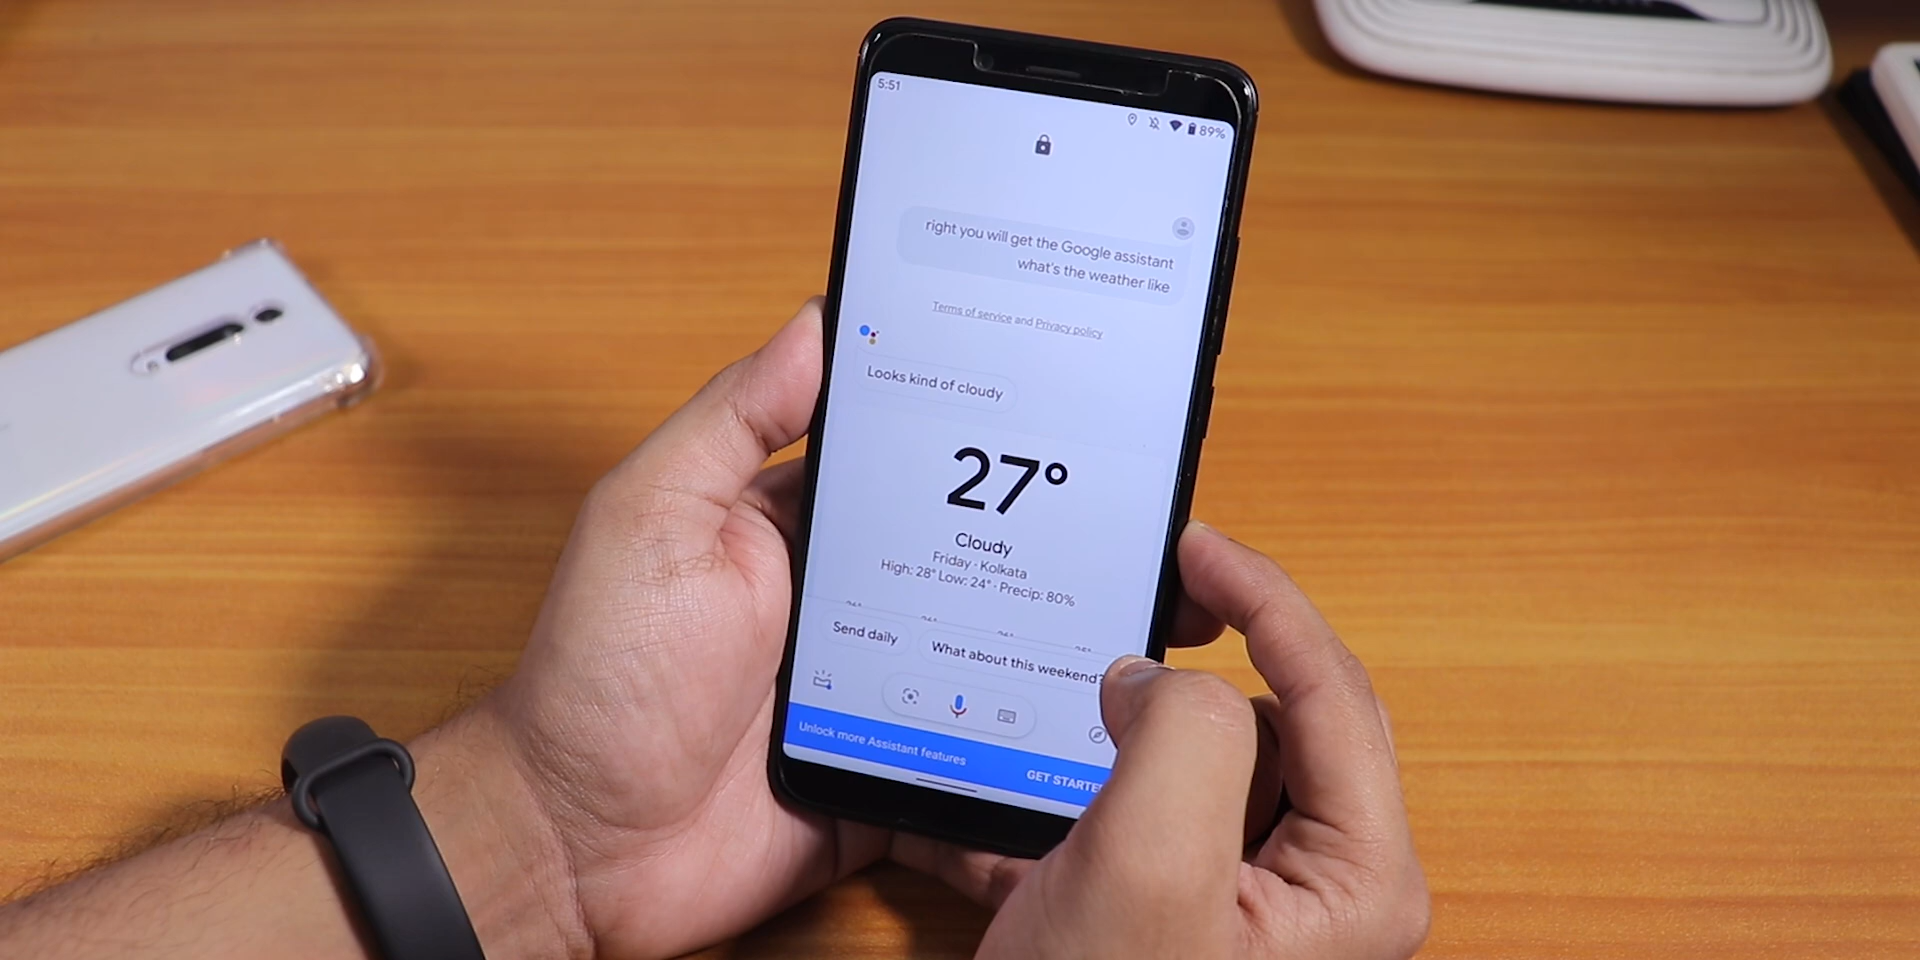 5:51
89%
right you will get the Google assistant
what's the weather like
Terms of service and Privacy policy
Looks kind of cloudy
27°
Cloudy
Friday · Kolkata
High: 28° Low: 24° · Precip: 80%
Send daily
What about this weekend?
Unlock more Assistant features
GET STARTE